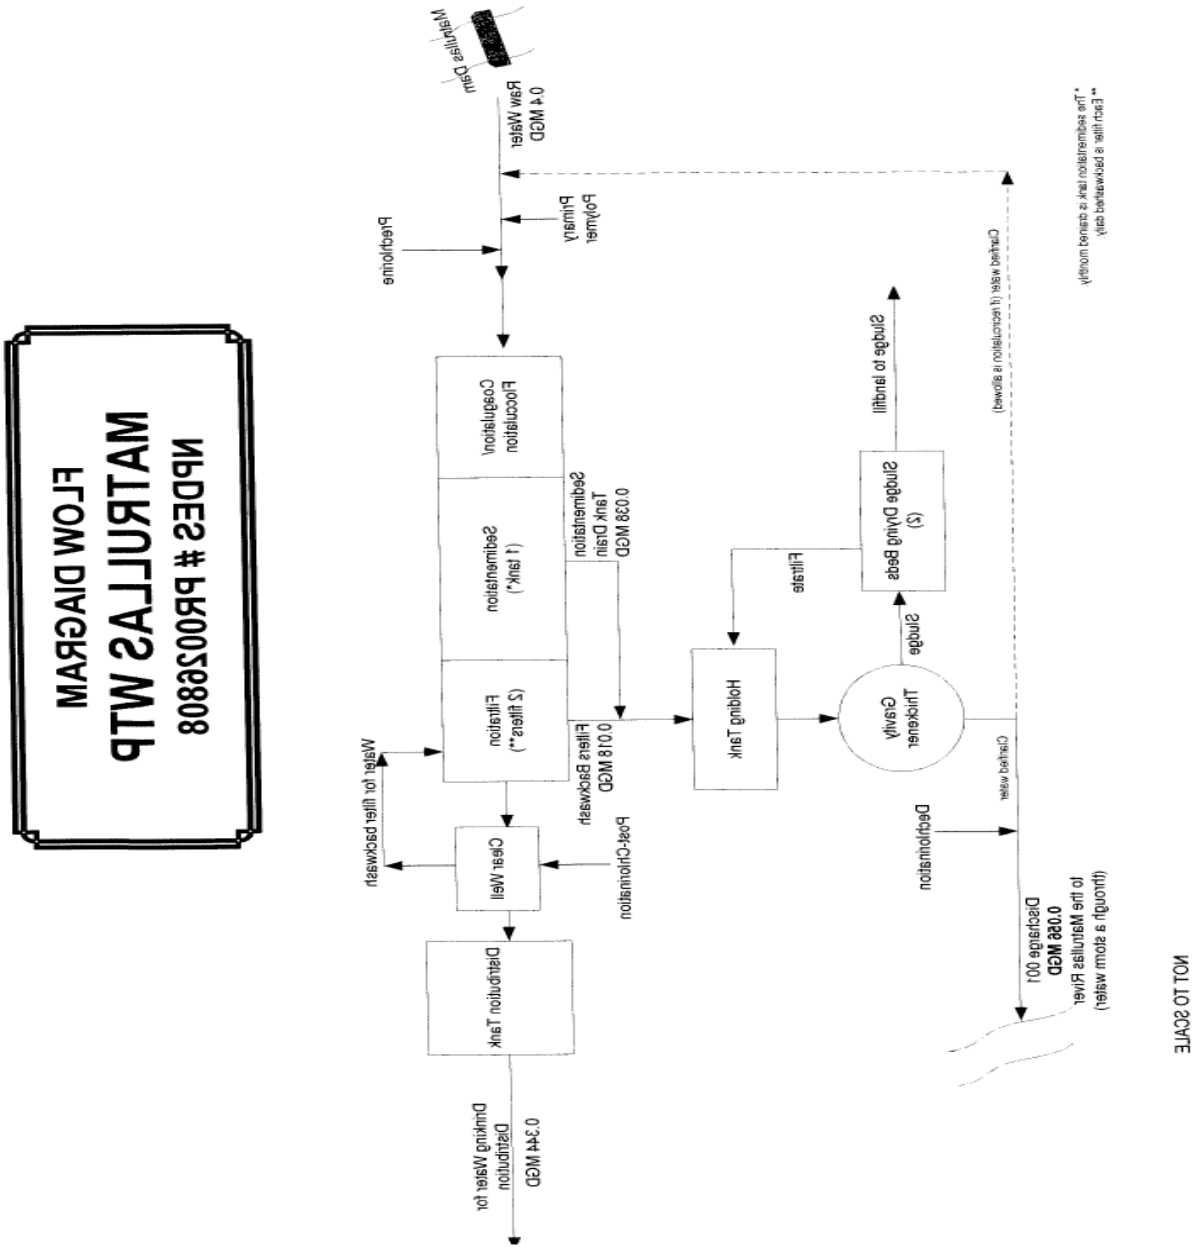 FLOW DIAGRAM
MATRULLAS WTP
NPDES # PR0026808
Matrullas Dam
Raw Water
0.4 MGD
Prechlorine
Primary
Polymer
Coagulation/
Flocculation
Sedimentation
(1 tank*)
Filtration
(2 filters**)
Sedimentation
Tank Drain
0.038 MGD
Filters Backwash
0.018 MGD
Water for filter backwash
Clear Well
Post-Chlorination
Distribution Tank
Drinking Water for
Distribution
0.344 MGD
Holding Tank
Filtrate
Gravity
Thinkener
Sludge
Sludge Drying Beds
(2)
Sludge to landfill
Clarified water (if recirculation is allowed)
Clarified water
Dechlorination
Discharge 001
0.056 MGD
to the Matrullas River
(through a storm water)
*The sedimentation tank is drained monthly.
**Each filter is backwashed daily
NOT TO SCALE